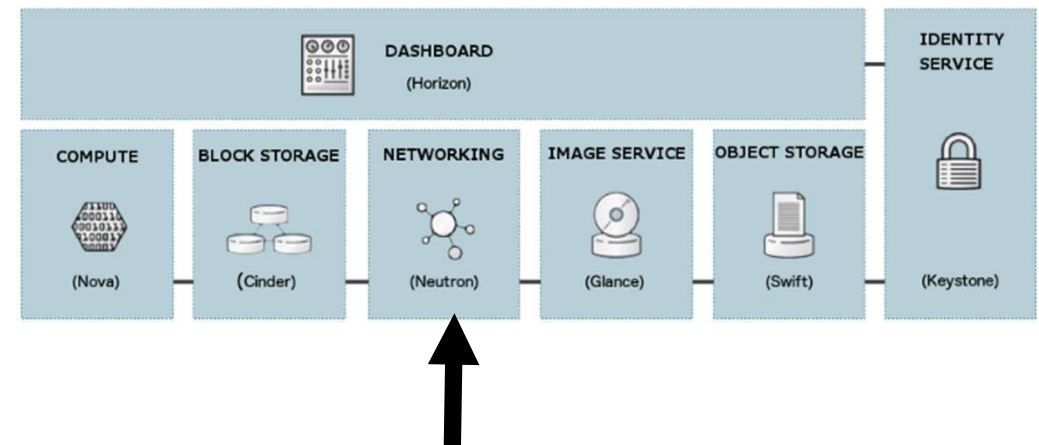 DASHBOARD
(Horizon)
IDENTITY
SERVICE
(Keystone)
COMPUTE
(Nova)
BLOCK STORAGE
(Cinder)
NETWORKING
(Neutron)
IMAGE SERVICE
(Glance)
OBJECT STORAGE
(Swift)